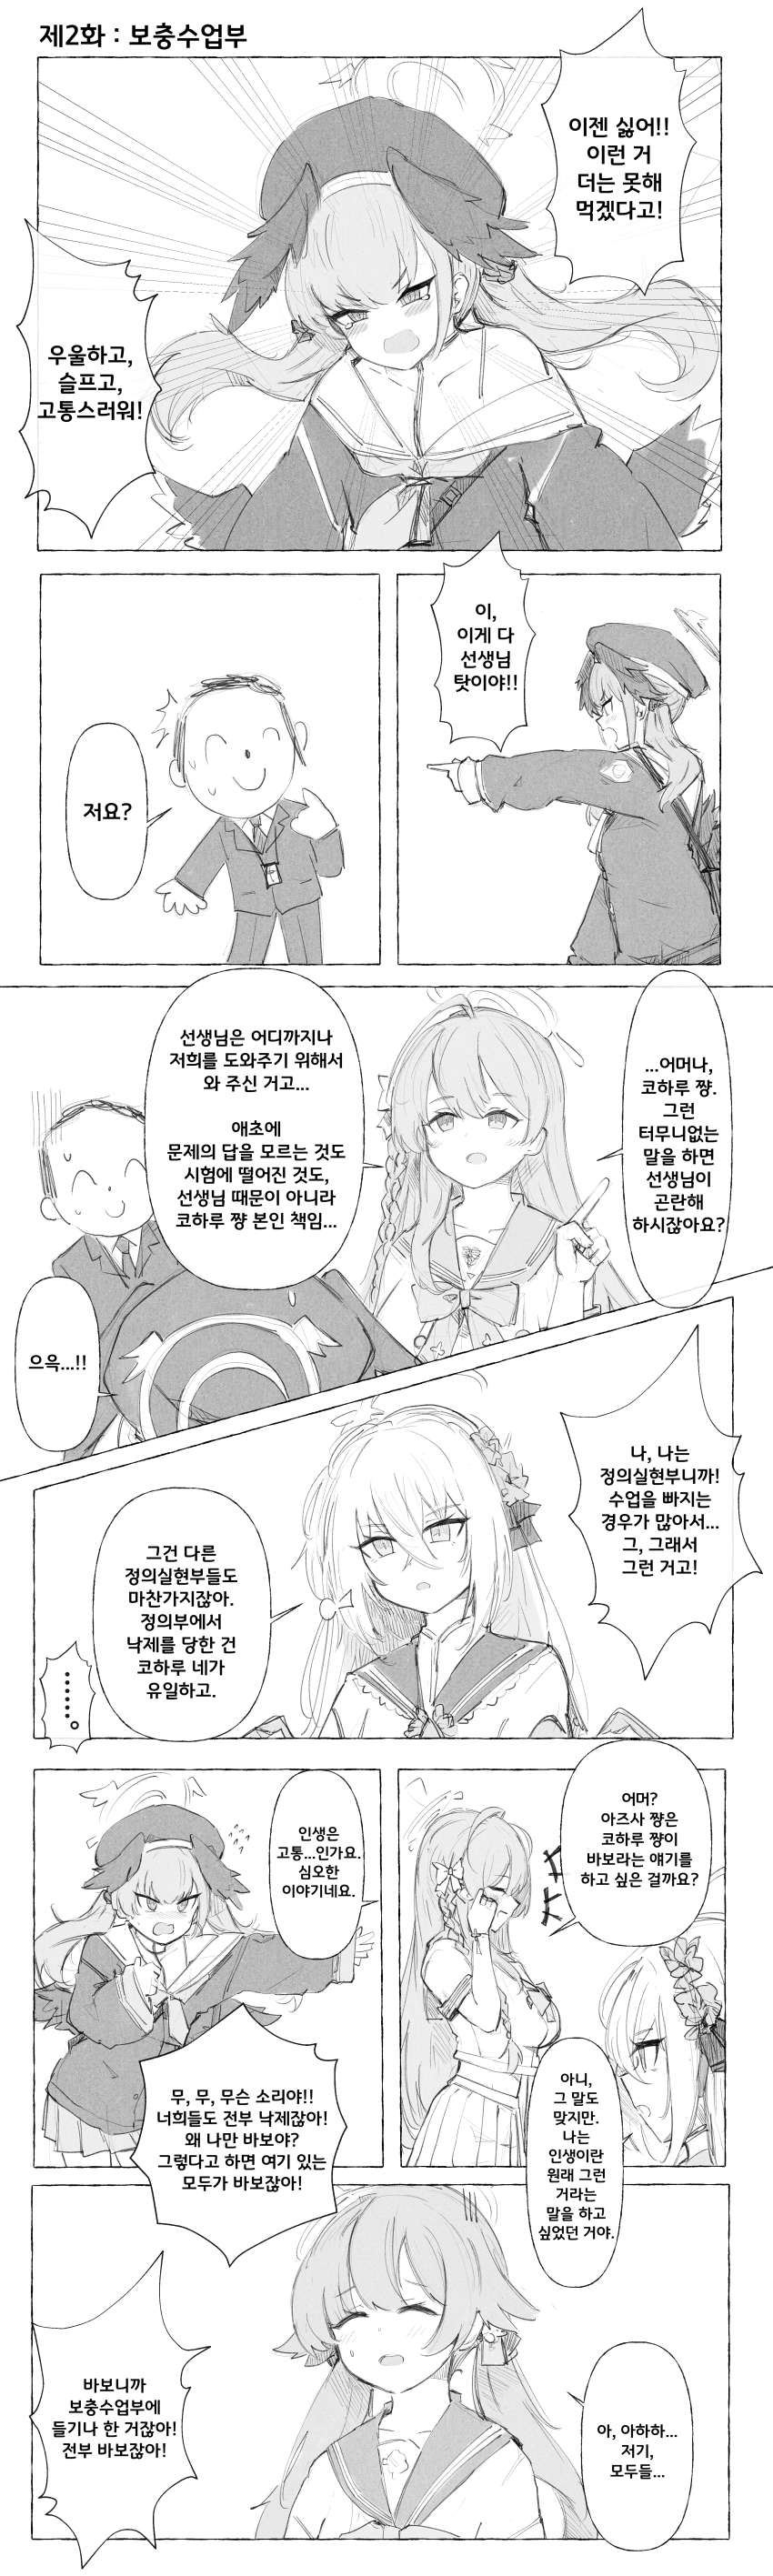 제2화 : 보충수업부
이젠 싫어!!
이런 거
더는 못해
먹겠다고!
우울하고,
슬프고,
고통스러워!
이,
이게 다
선생님
탓이야!!
저요?
...어머나,
코하루 쨩.
그런
터무니없는
말을 하면
선생님이
곤란해
하시잖아요?
선생님은 어디까지나
저희를 도와주기 위해서
와 주신 거고...
애초에
문제의 답을 모르는 것도
시험에 떨어진 것도,
선생님 때문이 아니라
코하루 쨩 본인 책임...
으윽...!!
나, 나는
정의실현부니까!
수업을 빠지는
경우가 많아서...
그, 그래서
그런 거고!
그건 다른
정의실현부들도
마찬가지잖아.
정의부에서
낙제를 당한 건
코하루 네가
유일하고.
......。
어머?
아즈사 쨩은
코하루 쨩이
바보라는 얘기를
하고 싶은 걸까요?
아니,
그 말도
맞지만.
나는
인생이란
원래 그런
거라는
말을 하고
싶었던 거야.
인생은
고통...인가요.
심오한
이야기네요.
무, 무, 무슨 소리야!!
너희들도 전부 낙제잖아!
왜 나만 바보야?
그렇다고 하면 여기 있는
모두가 바보잖아!
바보니까
보충수업부에
들기나 한 거잖아!
전부 바보잖아!
아, 아하하...
저기,
모두들...